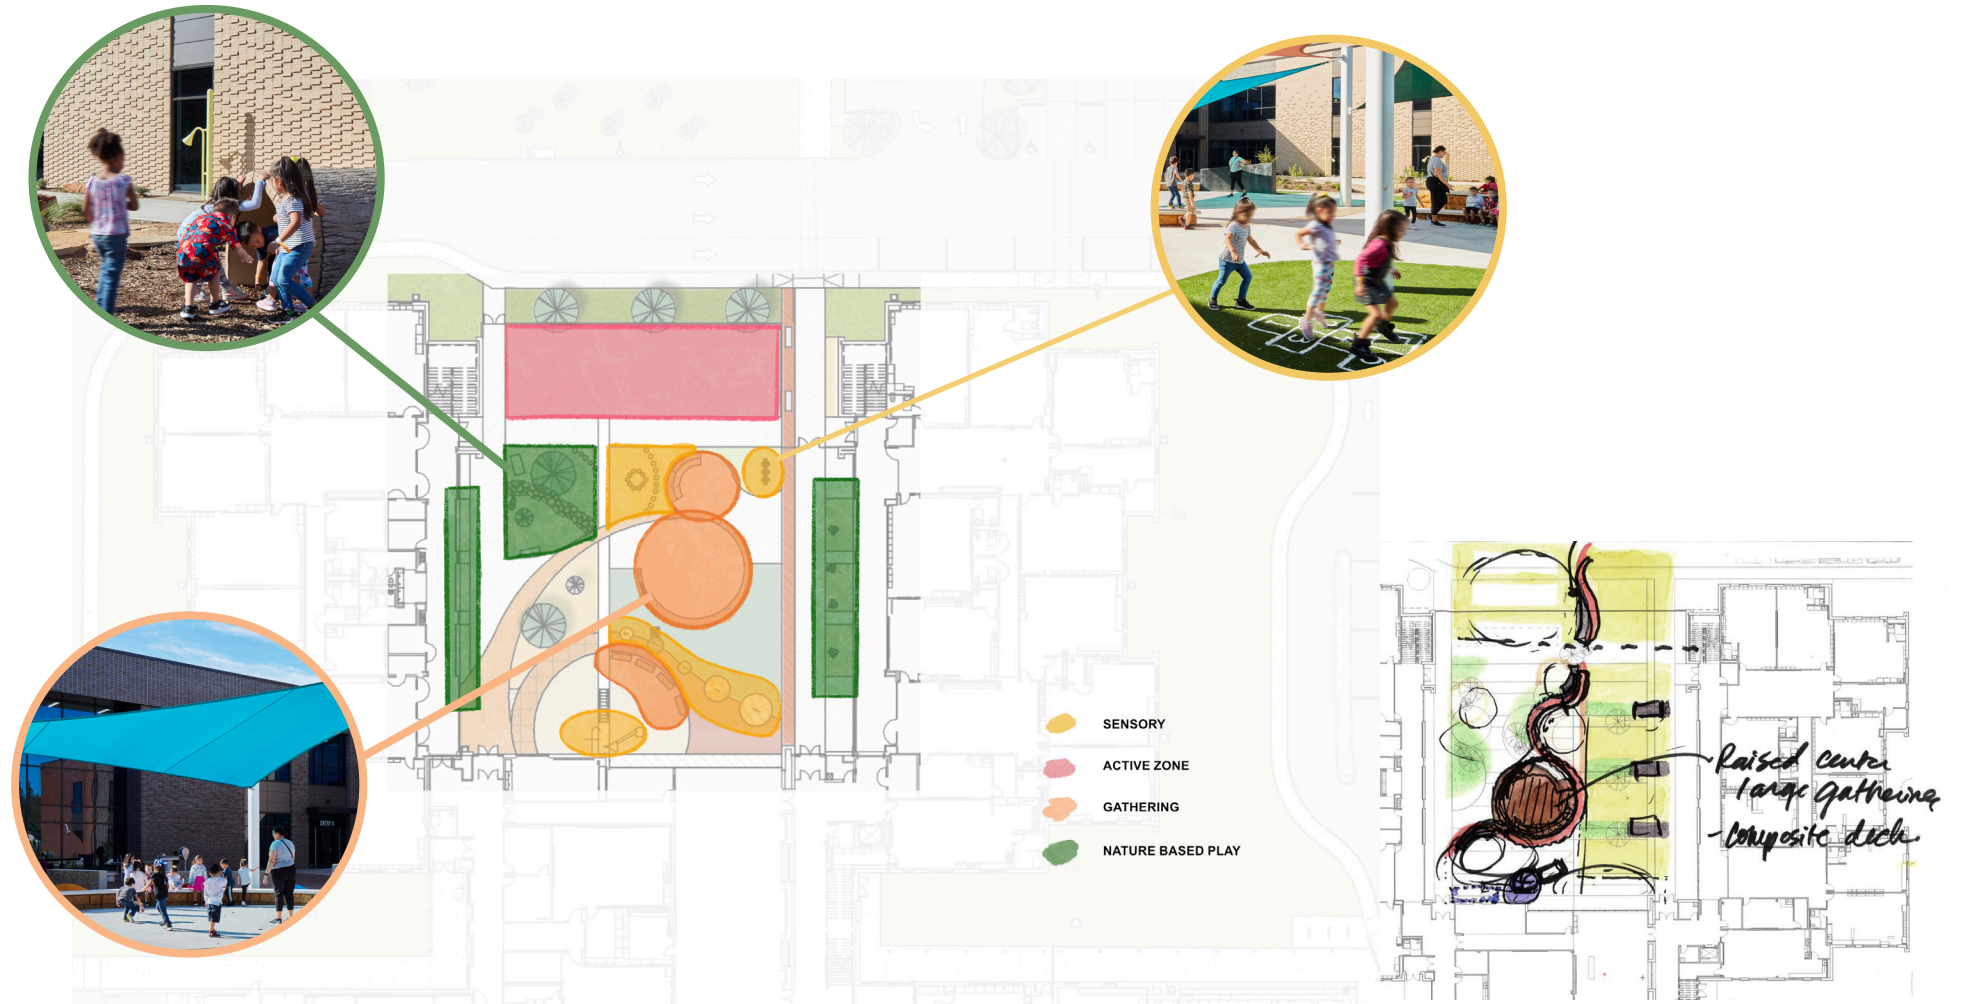 SENSORY
ACTIVE ZONE
GATHERING
NATURE BASED PLAY
Raised center
large gathering
- composite deck